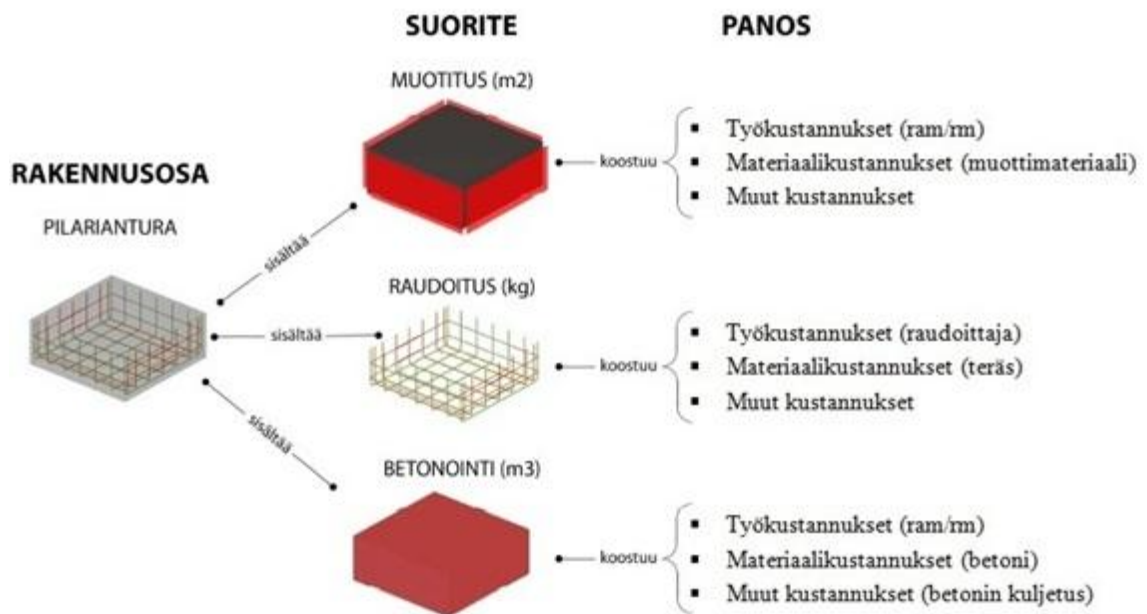 SUORITE
PANOS
RAKENNUSOSA
PILARIANTURA
sisältää
sisältää
sisältää
MUOTITUS (m2)
koostuu
▪ Työkustannukset (ram/rm)
▪ Materiaalikustannukset (muottimateriaali)
▪ Muut kustannukset
RAUDOITUS (kg)
koostuu
▪ Työkustannukset (raudoittaja)
▪ Materiaalikustannukset (teräs)
▪ Muut kustannukset
BETONOINTI (m3)
koostuu
▪ Työkustannukset (ram/rm)
▪ Materiaalikustannukset (betoni)
▪ Muut kustannukset (betonin kuljetus)